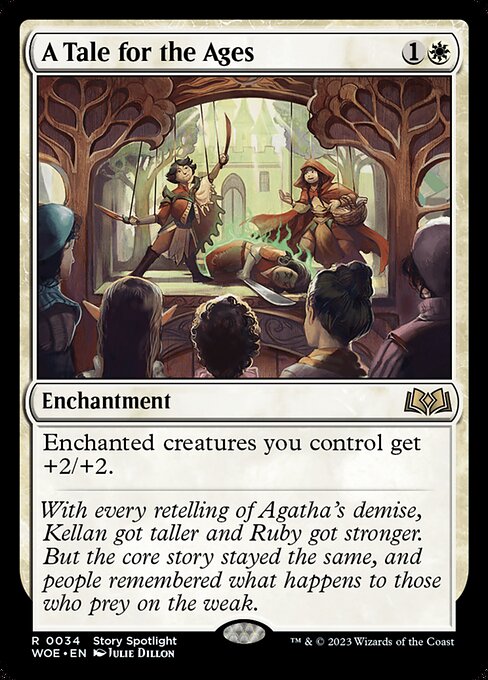 A Tale for the Ages 1
Enchantment
Enchanted creatures you control get
+2/+2.
With every retelling of Agatha's demise,
Kellan got taller and Ruby got stronger.
But the core story stayed the same, and
people remembered what happens to those
who prey on the weak.
R 0034 Story Spotlight
WOE • EN JULIE DILLON
™ & © 2023 Wizards of the Coast